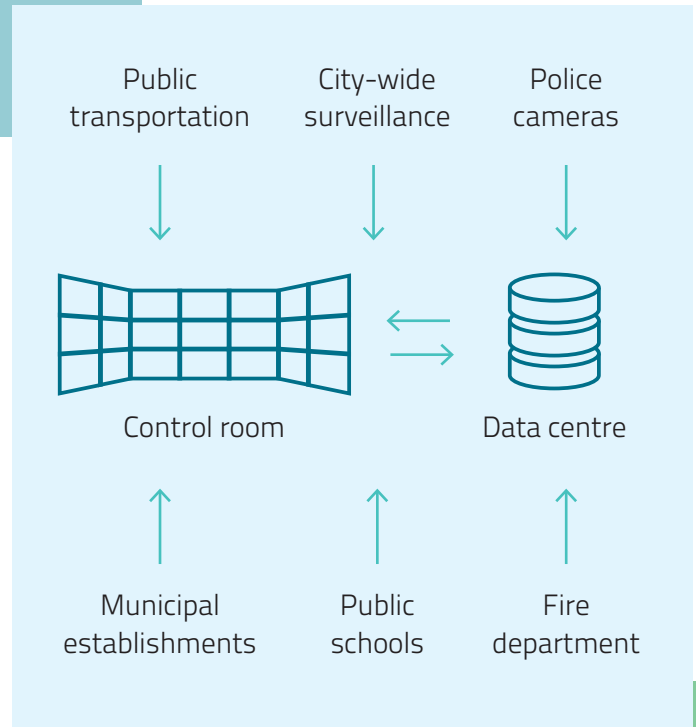 Public
transportation
City-wide
surveillance
Police
cameras
Control room
Data centre
Municipal
establishments
Public
schools
Fire
department